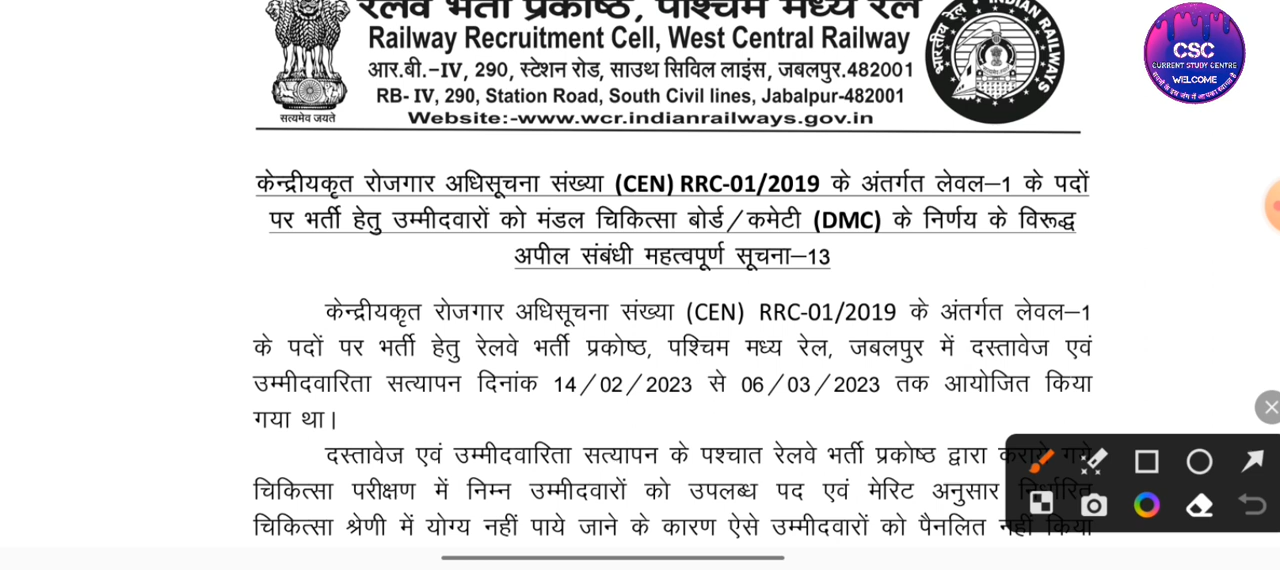 रेलवे भर्ती प्रकोष्ठ, पश्चिम मध्य रेल
Railway Recruitment Cell, West Central Railway
आर.बी.–IV, 290, स्टेशन रोड, साउथ सिविल लाइंस, जबलपुर.482001
RB- IV, 290, Station Road, South Civil lines, Jabalpur-482001
Website:-www.wcr.indianrailways.gov.in
सत्यमेव जयते
भारतीय रेल INDIAN RAILWAYS
CSC
CURRENT STUDY CENTRE
WELCOME
केन्द्रीयकृत रोजगार अधिसूचना संख्या (CEN) RRC-01/2019 के अंतर्गत लेवल–1 के पदों
पर भर्ती हेतु उम्मीदवारों को मंडल चिकित्सा बोर्ड/कमेटी (DMC) के निर्णय के विरूद्ध
अपील संबंधी महत्वपूर्ण सूचना–13
केन्द्रीयकृत रोजगार अधिसूचना संख्या (CEN) RRC-01/2019 के अंतर्गत लेवल–1
के पदों पर भर्ती हेतु रेलवे भर्ती प्रकोष्ठ, पश्चिम मध्य रेल, जबलपुर में दस्तावेज एवं
उम्मीदवारिता सत्यापन दिनांक 14/02/2023 से 06/03/2023 तक आयोजित किया
गया था।
दस्तावेज एवं उम्मीदवारिता सत्यापन के पश्चात रेलवे भर्ती प्रकोष्ठ द्वारा कराये गये
चिकित्सा परीक्षण में निम्न उम्मीदवारों को उपलब्ध पद एवं मेरिट अनुसार निर्धारित
चिकित्सा श्रेणी में योग्य नहीं पाये जाने के कारण ऐसे उम्मीदवारों को पैनलित नहीं किया